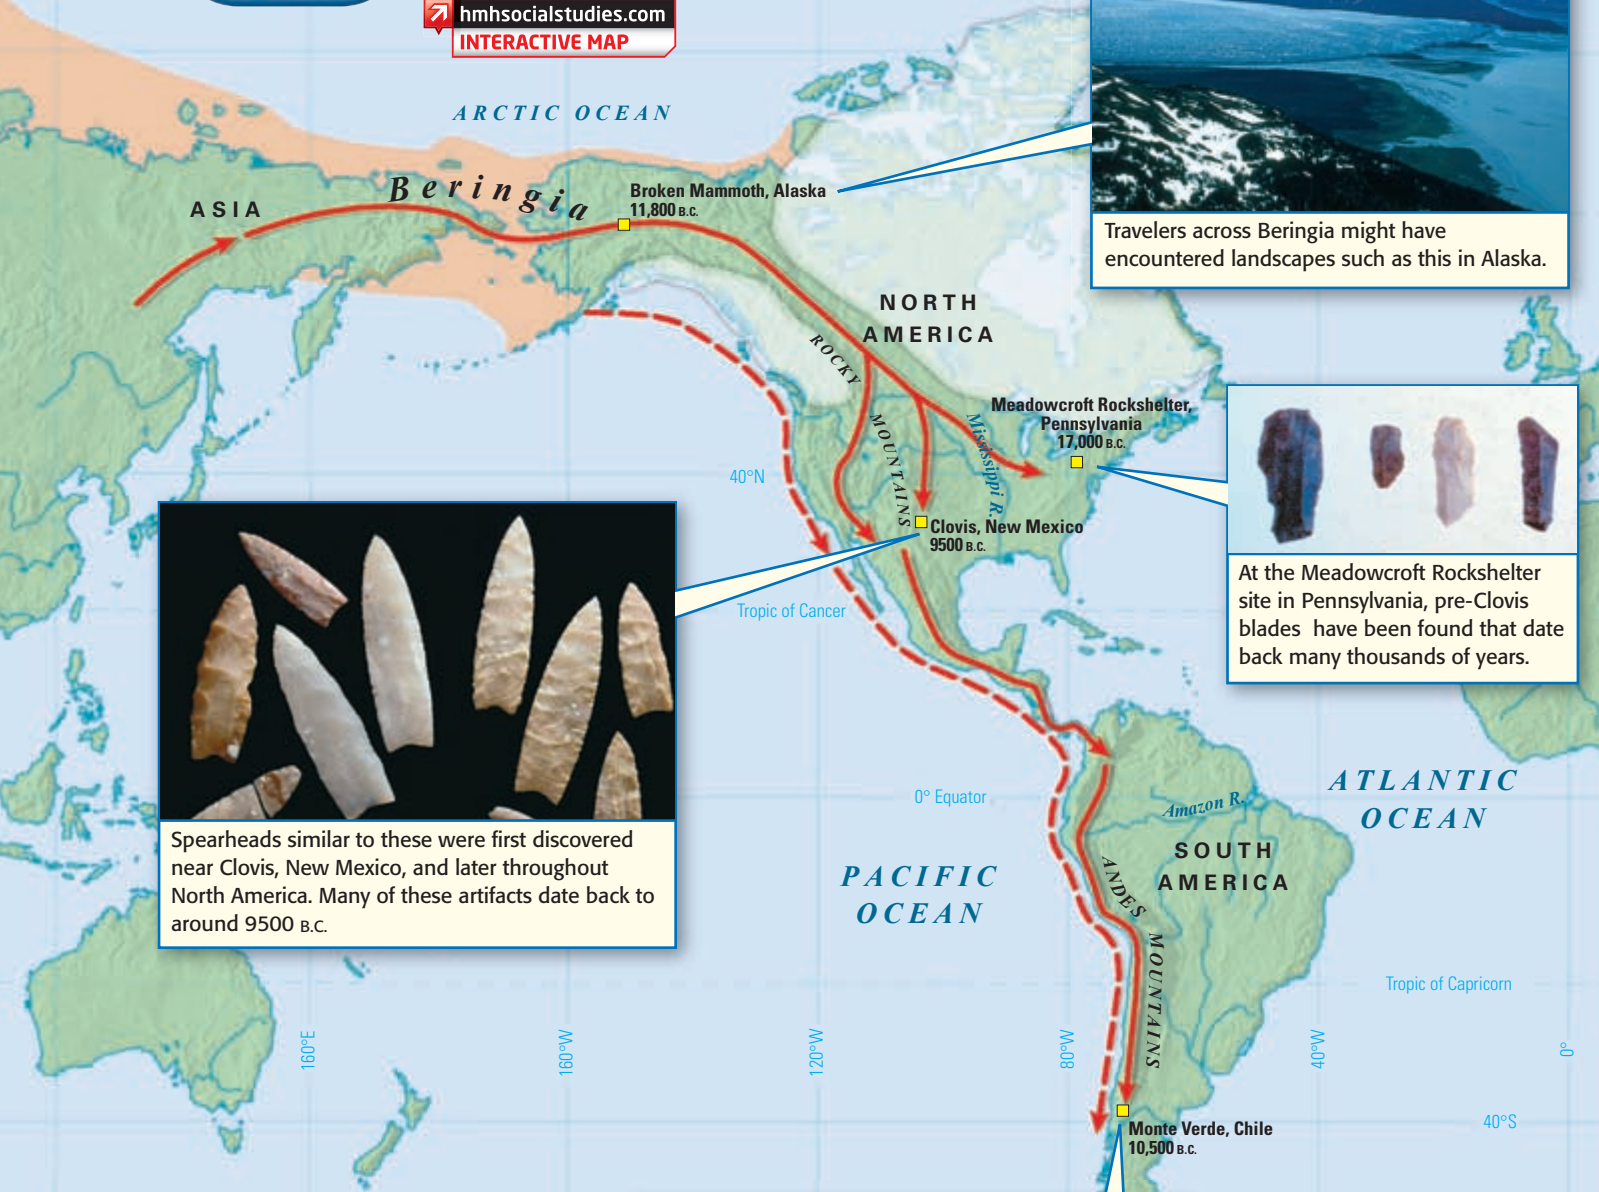 hmhsocialstudies.com
INTERACTIVE MAP
ARCTIC OCEAN
ASIA
Beringia
Broken Mammoth, Alaska
11,800 B.C.
Travelers across Beringia might have
encountered landscapes such as this in Alaska.
NORTH
AMERICA
ROCKY
MOUNTAINS
Mississippi R.
Meadowcroft Rockshelter,
Pennsylvania
17,000 B.C.
40°N
Clovis, New Mexico
9500 B.C.
At the Meadowcroft Rockshelter
site in Pennsylvania, pre-Clovis
blades have been found that date
back many thousands of years.
Tropic of Cancer
Spearheads similar to these were first discovered
near Clovis, New Mexico, and later throughout
North America. Many of these artifacts date back to
around 9500 B.C.
0° Equator
Amazon R.
ATLANTIC
OCEAN
PACIFIC
OCEAN
SOUTH
AMERICA
ANDES
MOUNTAINS
Tropic of Capricorn
160°E
160°W
120°W
80°W
40°W
0°
40°S
Monte Verde, Chile
10,500 B.C.